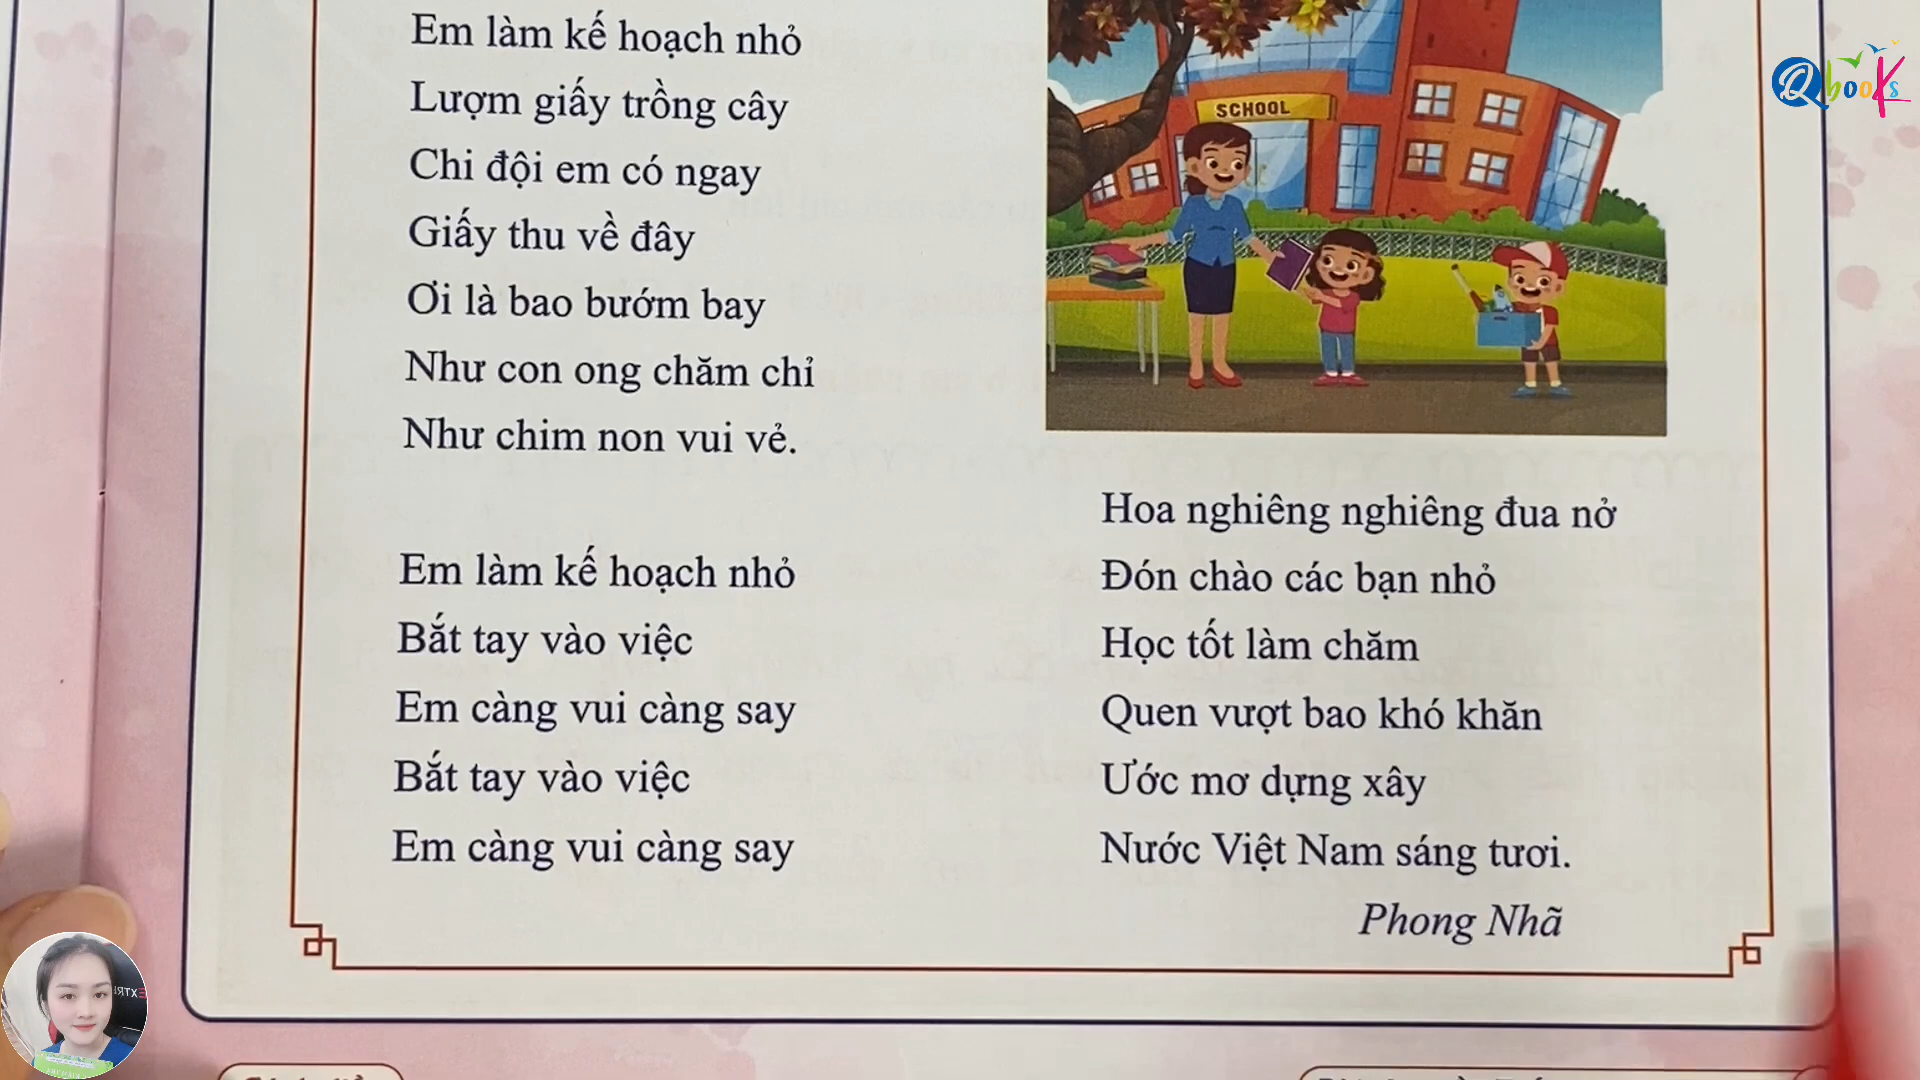 Em làm kế hoạch nhỏ
Lượm giấy trồng cây
Chi đội em có ngay
Giấy thu về đây
Ơi là bao bướm bay
Như con ong chăm chỉ
Như chim non vui vẻ.
Em làm kế hoạch nhỏ
Bắt tay vào việc
Em càng vui càng say
Bắt tay vào việc
Em càng vui càng say
SCHOOL
Qbooks
Hoa nghiêng nghiêng đua nở
Đón chào các bạn nhỏ
Học tốt làm chăm
Quen vượt bao khó khăn
Ước mơ dựng xây
Nước Việt Nam sáng tươi.
Phong Nhã